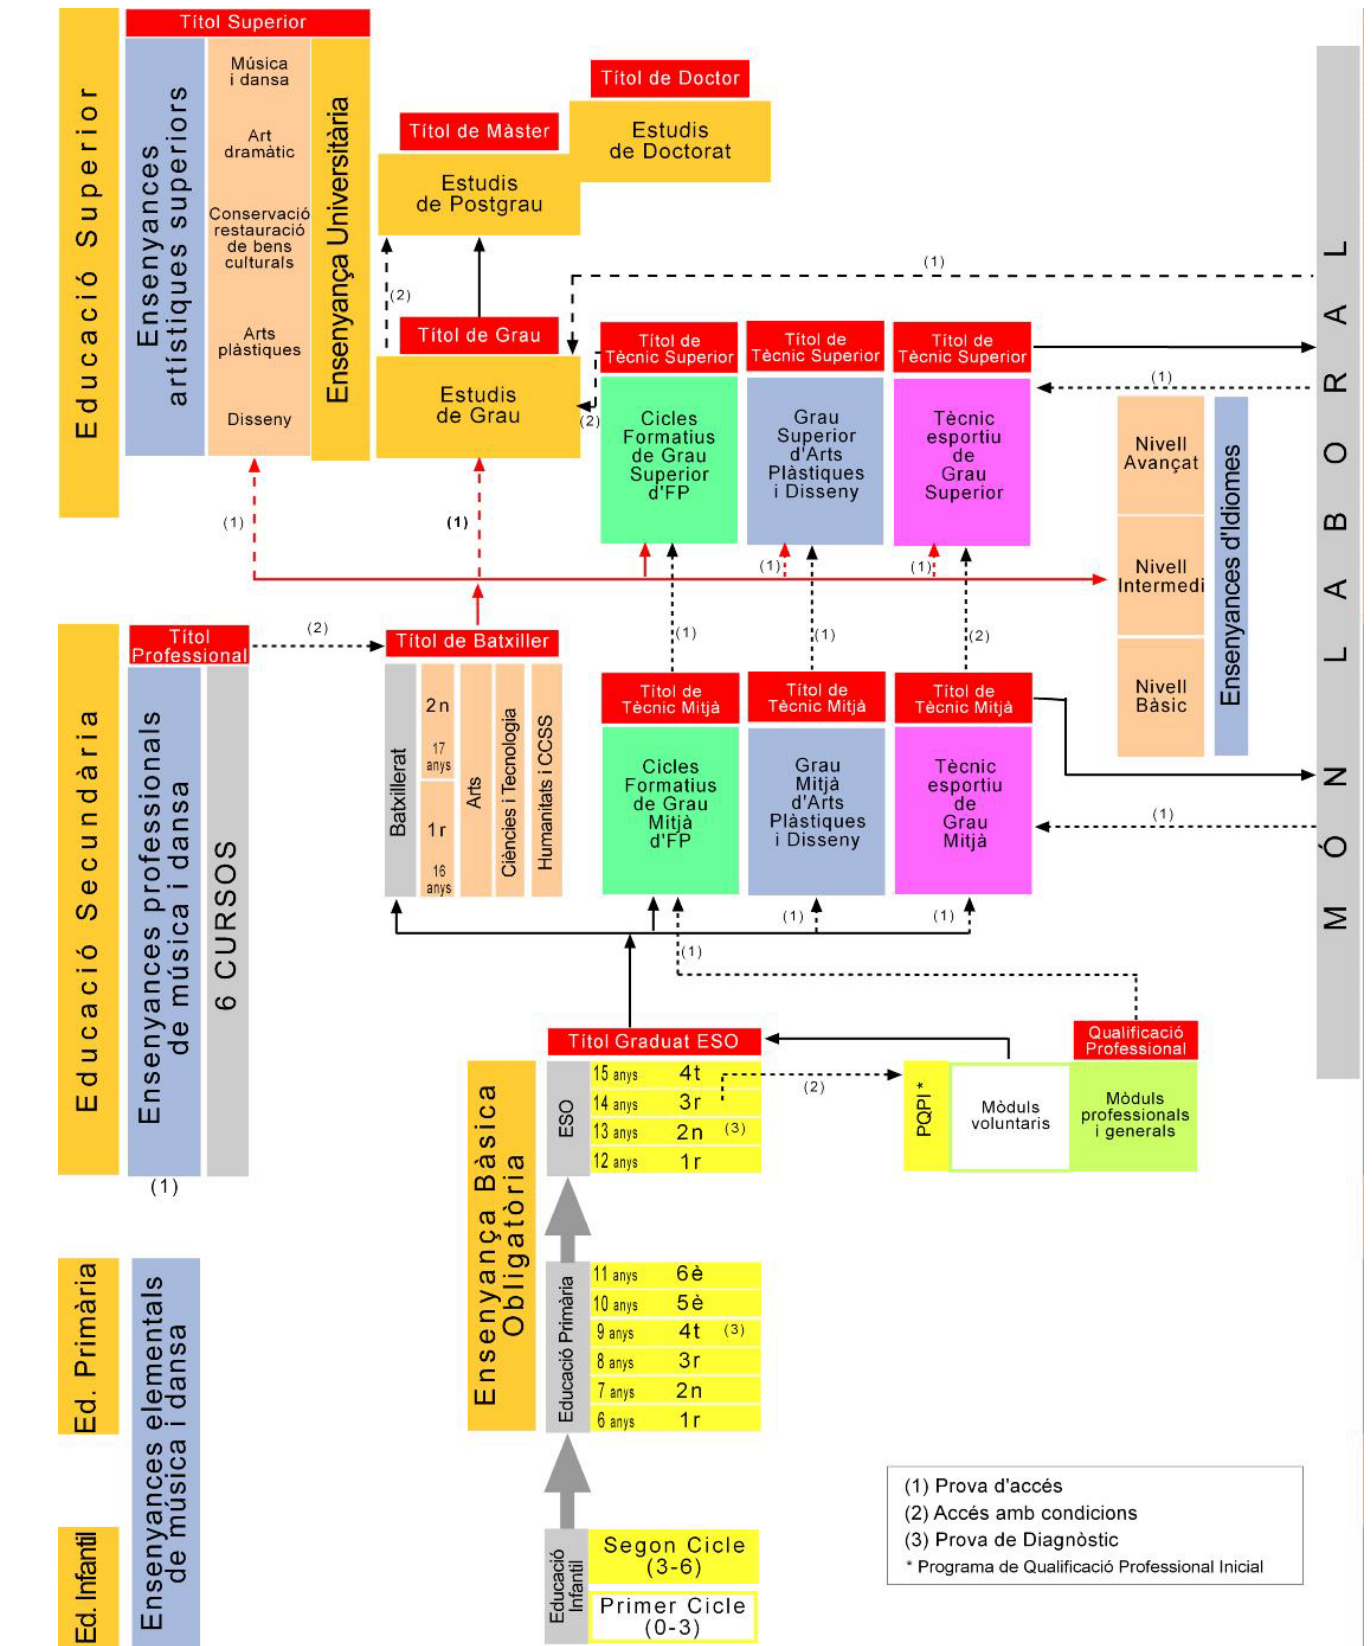 Educació Superior
Títol Superior
Ensenyances
artístiques superiors
Música
i dansa
Art
dramàtic
Conservació
restauració
de bens
culturals
Arts
plàstiques
Disseny
Ensenyança Universitària
Títol de Doctor
Estudis
de Doctorat
Títol de Màster
Estudis
de Postgrau
(2)
(1)
Títol de Grau
Estudis
de Grau
(2)
Títol de
Tècnic Superior
Cicles
Formatius
de Grau
Superior
d'FP
Títol de
Tècnic Superior
Grau
Superior
d'Arts
Plàstiques
i Disseny
Títol de
Tècnic Superior
Tècnic
esportiu
de
Grau
Superior
(1)
Nivell
Avançat
Nivell
Intermedi
Nivell
Bàsic
Ensenyances d'Idiomes
MÓN LABORAL
(1)
(1)
(1)
(1)
Educació Secundària
Títol
Professional
Ensenyances professionals
de música i dansa
6 CURSOS
(1)
(2)
Títol de Batxiller
Batxillerat
2n
17
anys
1r
16
anys
Arts
Ciències i Tecnologia
Humanitats i CCSS
(1)
(1)
(2)
Títol de
Tècnic Mitjà
Cicles
Formatius
de Grau
Mitjà
d'FP
Títol de
Tècnic Mitjà
Grau
Mitjà
d'Arts
Plàstiques
i Disseny
Títol de
Tècnic Mitjà
Tècnic
esportiu
de
Grau
Mitjà
(1)
(1)
(1)
(1)
Ensenyança Bàsica
Obligatòria
Títol Graduat ESO
ESO
15 anys 4t
14 anys 3r
13 anys 2n (3)
12 anys 1r
(2)
PQPI *
Mòduls
voluntaris
Qualificació
Professional
Mòduls
professionals
i generals
Ed. Primària
Ensenyances elementals
de música i dansa
Educació Primària
11 anys 6è
10 anys 5è
9 anys 4t (3)
8 anys 3r
7 anys 2n
6 anys 1r
Ed. Infantil
Educació
Infantil
Segon Cicle
(3-6)
Primer Cicle
(0-3)
(1) Prova d'accés
(2) Accés amb condicions
(3) Prova de Diagnòstic
* Programa de Qualificació Professional Inicial